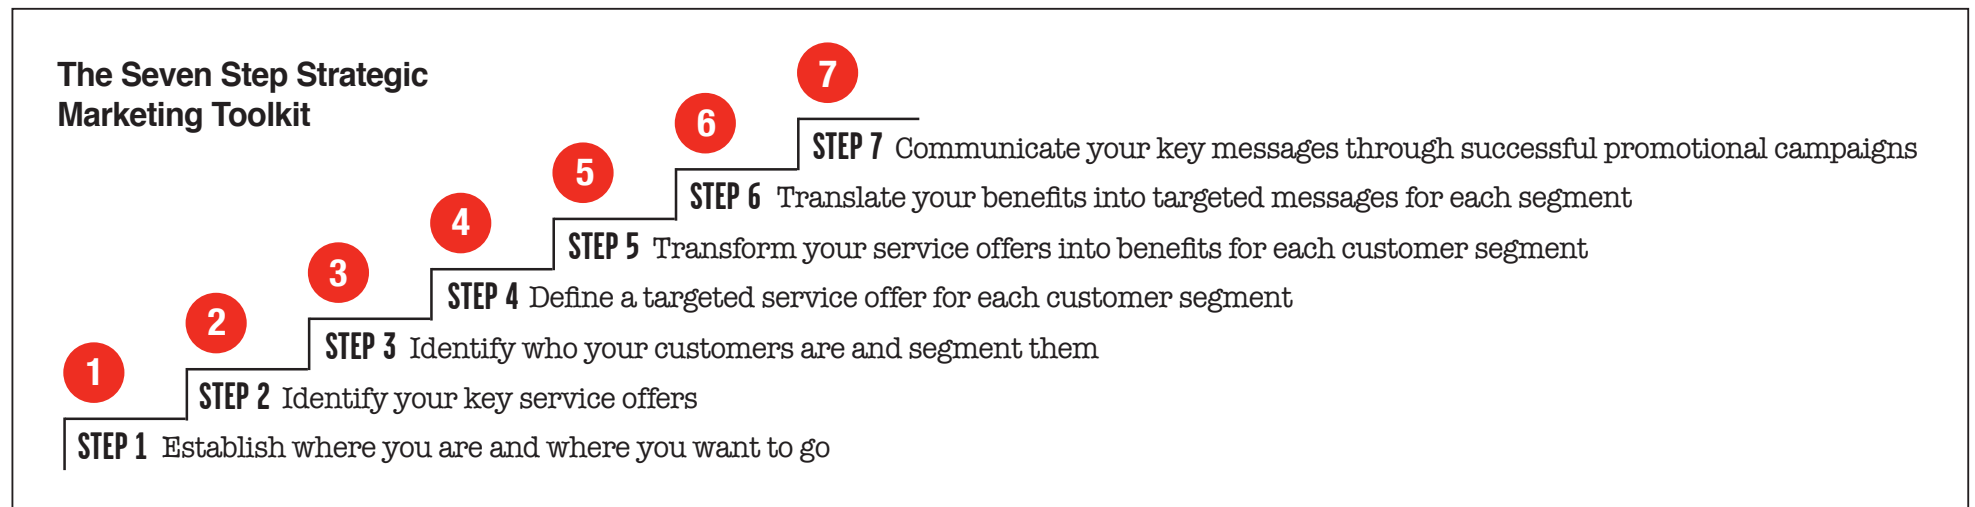 The Seven Step Strategic
Marketing Toolkit
7
STEP 7 Communicate your key messages through successful promotional campaigns
6
STEP 6 Translate your benefits into targeted messages for each segment
5
STEP 5 Transform your service offers into benefits for each customer segment
4
STEP 4 Define a targeted service offer for each customer segment
3
STEP 3 Identify who your customers are and segment them
2
STEP 2 Identify your key service offers
1
STEP 1 Establish where you are and where you want to go